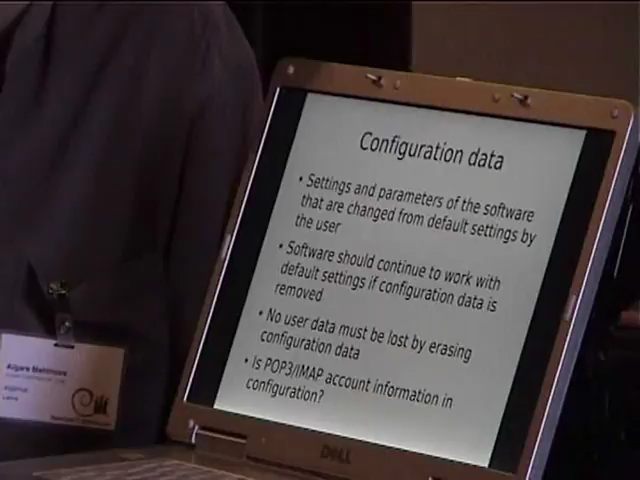 Configuration data
• Settings and parameters of the software
that are changed from default settings by
the user
• Software should continue to work with
default settings if configuration data is
removed
• No user data must be lost by erasing
configuration data
• Is POP3/IMAP account information in
configuration?
DELL